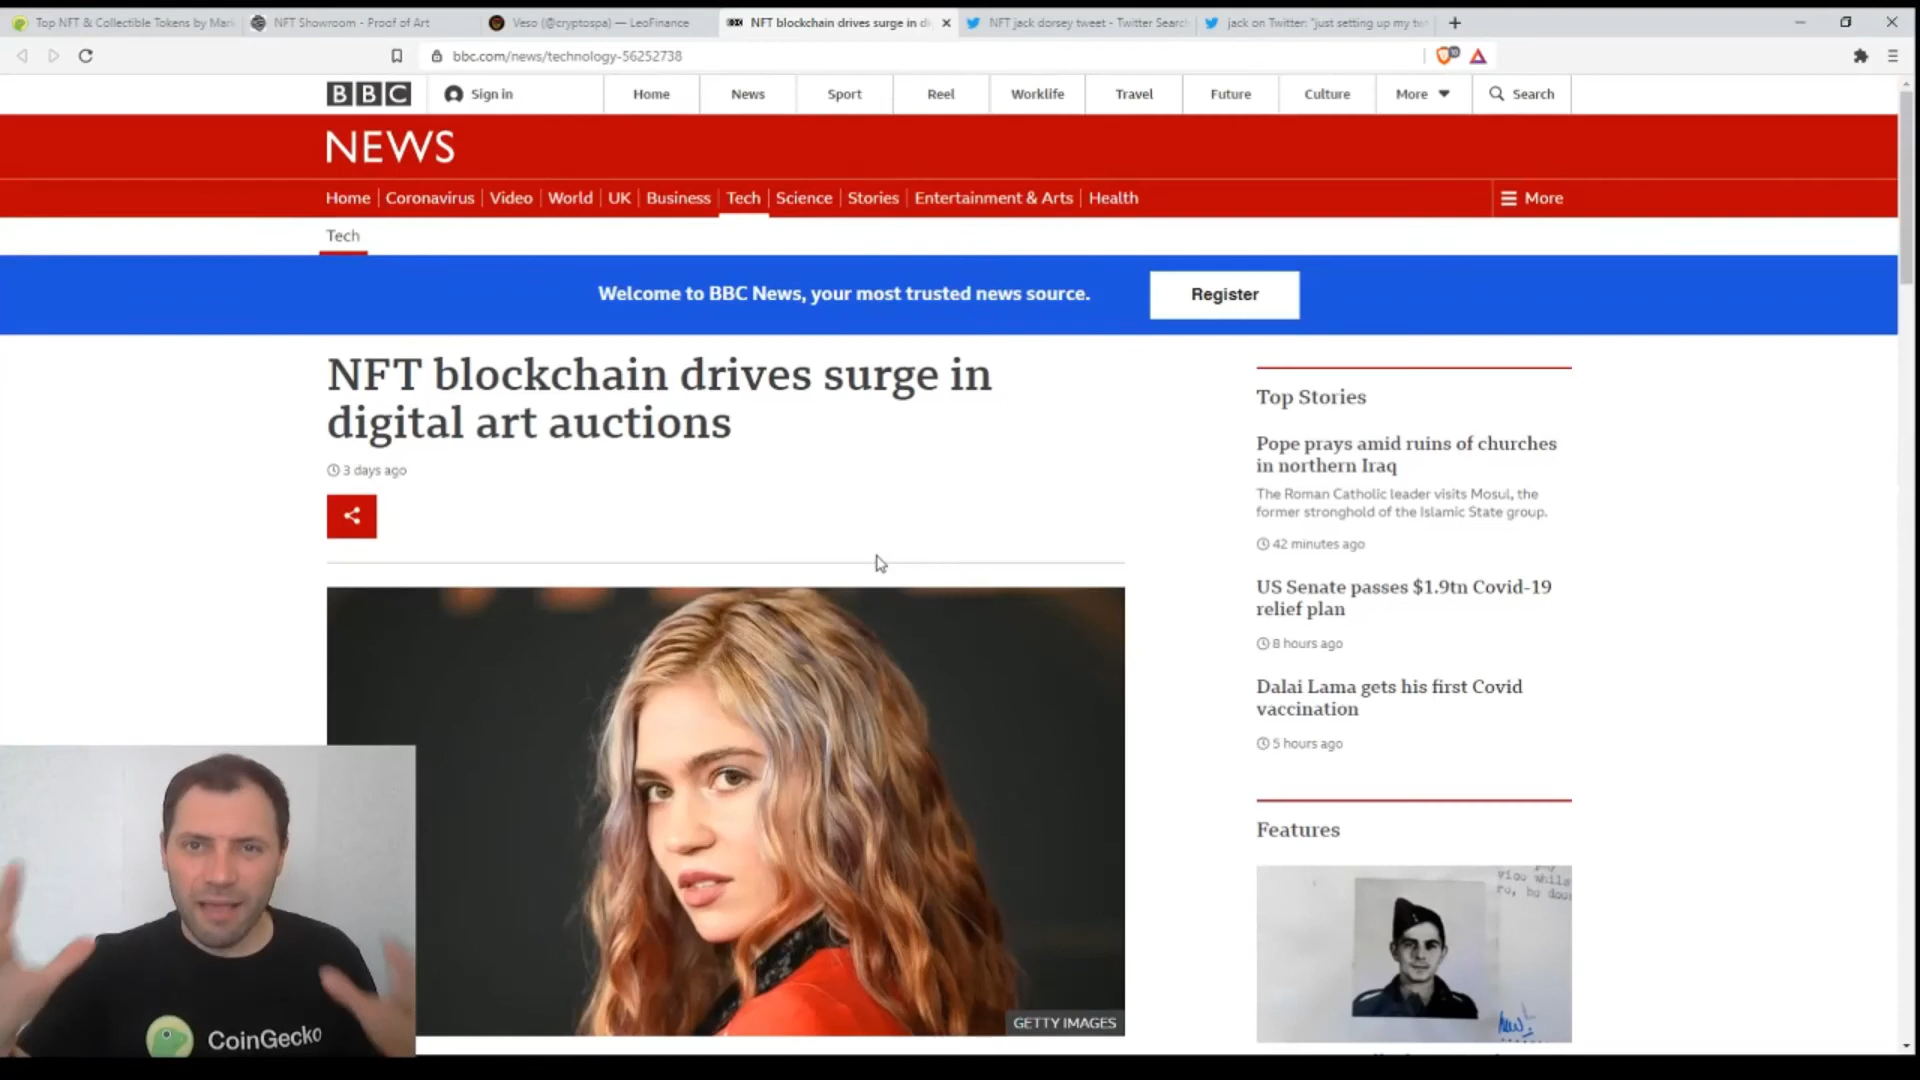 Top NFT & Collectible Tokens by Mark
NFT Showroom - Proof of Art
Veso (@cryptospa) — LeoFinance
NFT blockchain drives surge in di
NFT jack dorsey tweet - Twitter Search
jack on Twitter: "just setting up my tw
bbc.com/news/technology-56252738
BBC
Sign in
Home
News
Sport
Reel
Worklife
Travel
Future
Culture
More
Search
NEWS
Home
Coronavirus
Video
World
UK
Business
Tech
Science
Stories
Entertainment & Arts
Health
More
Tech
Welcome to BBC News, your most trusted news source.
Register
NFT blockchain drives surge in
digital art auctions
3 days ago
GETTY IMAGES
CoinGecko
Top Stories
Pope prays amid ruins of churches
in northern Iraq
The Roman Catholic leader visits Mosul, the
former stronghold of the Islamic State group.
42 minutes ago
US Senate passes $1.9tn Covid-19
relief plan
8 hours ago
Dalai Lama gets his first Covid
vaccination
5 hours ago
Features